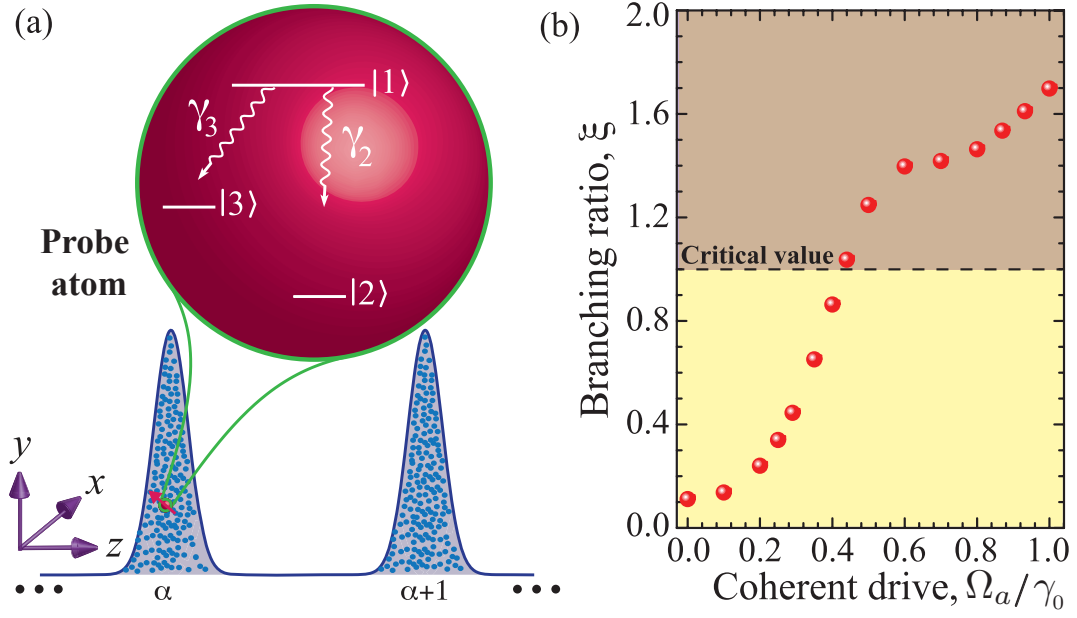 (a)
|1⟩
γ₃
γ₂
|3⟩
|2⟩
Probe
atom
y
x
z
•••
α
α+1
•••
(b)
Branching ratio, ξ
2.0
1.6
1.2
0.8
0.4
0.0
Critical value
0.0 0.2 0.4 0.6 0.8 1.0
Coherent drive, Ωₐ/γ₀